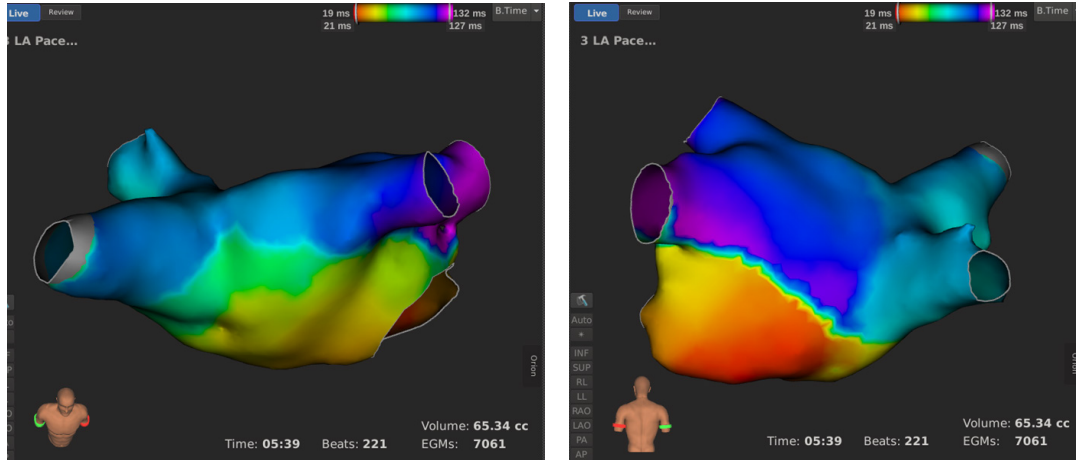 Live Review
19 ms 132 ms B.Time
21 ms 127 ms
3 LA Pace...
Orion
Volume: 65.34 cc
Time: 05:39 Beats: 221 EGMs: 7061
Live Review
19 ms 132 ms B.Time
21 ms 127 ms
3 LA Pace...
Auto
+
INF
SUP
RL
LL
RAO
LAO
PA
AP
Volume: 65.34 cc
Time: 05:39 Beats: 221 EGMs: 7061